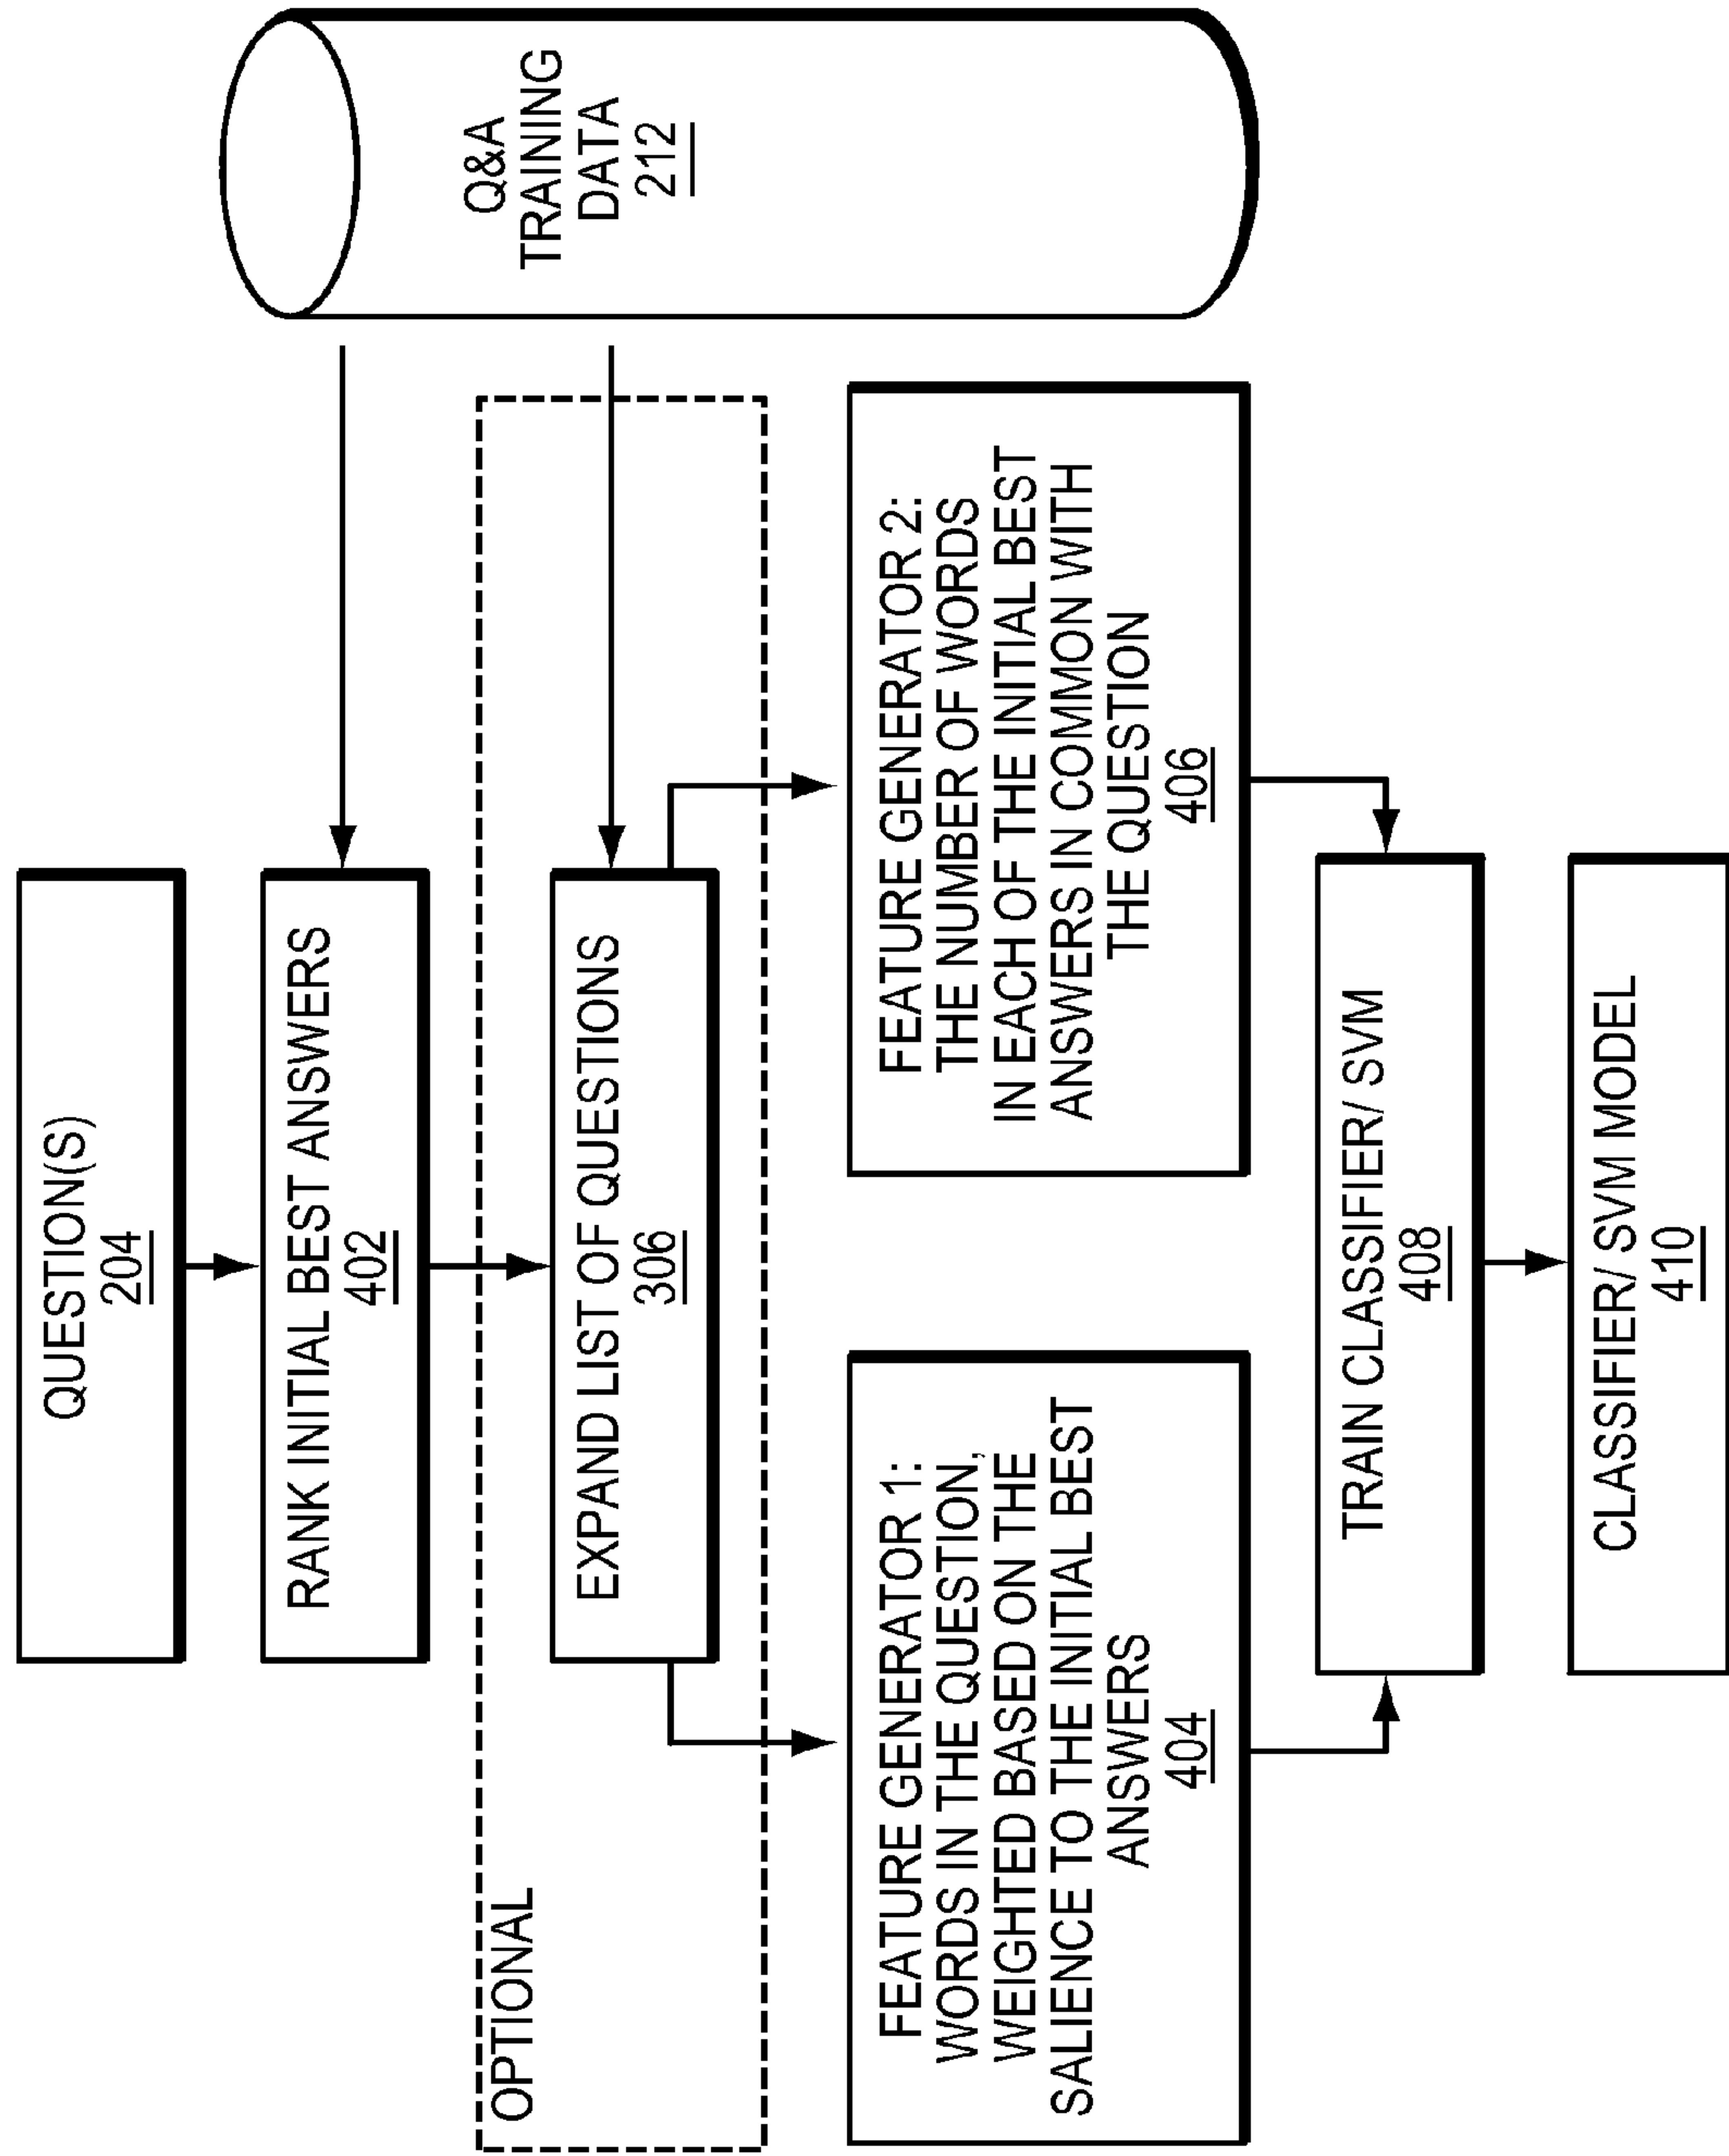 QUESTION(S)
204
RANK INITIAL BEST ANSWERS
402
OPTIONAL
EXPAND LIST OF QUESTIONS
306
Q&A
TRAINING
DATA
212
FEATURE GENERATOR 1:
WORDS IN THE QUESTION,
WEIGHTED BASED ON THE
SALIENCE TO THE INITIAL BEST
ANSWERS
404
FEATURE GENERATOR 2:
THE NUMBER OF WORDS
IN EACH OF THE INITIAL BEST
ANSWERS IN COMMON WITH
THE QUESTION
406
TRAIN CLASSIFIER/ SVM
408
CLASSIFIER/ SVM MODEL
410